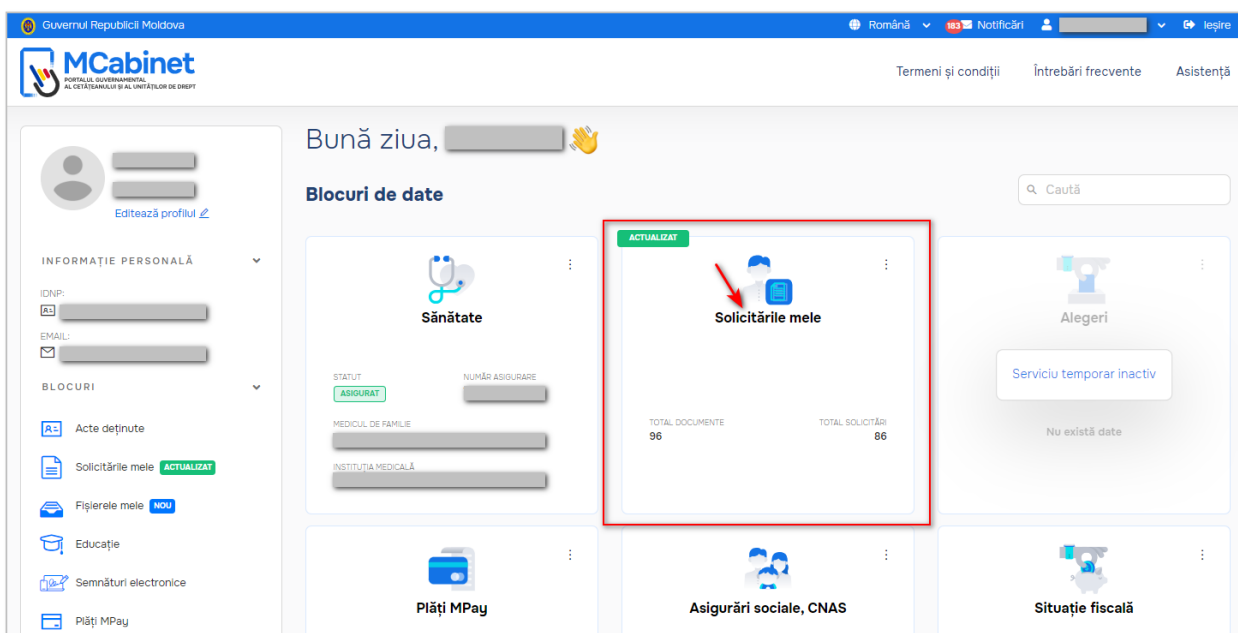 Guvernul Republicii Moldova
Română
183 Notificări
Ieșire
MCabinet
PORTALUL GUVERNAMENTAL
AL CETĂȚEANULUI ȘI AL UNITĂȚILOR DE DREPT
Termeni și condiții
Întrebări frecvente
Asistență
Editează profilul
INFORMAȚIE PERSONALĂ
IDNP:
EMAIL:
BLOCURI
Acte deținute
Solicitările mele ACTUALIZAT
Fișierele mele NOU
Educație
Semnături electronice
Plăți MPay
Bună ziua,
Blocuri de date
Caută
Sănătate
STATUT
NUMĂR ASIGURARE
ASIGURAT
MEDICUL DE FAMILIE
INSTITUȚIA MEDICALĂ
ACTUALIZAT
Solicitările mele
TOTAL DOCUMENTE
TOTAL SOLICITĂRI
96
86
Alegeri
Serviciu temporar inactiv
Nu există date
Plăți MPay
Asigurări sociale, CNAS
Situație fiscală